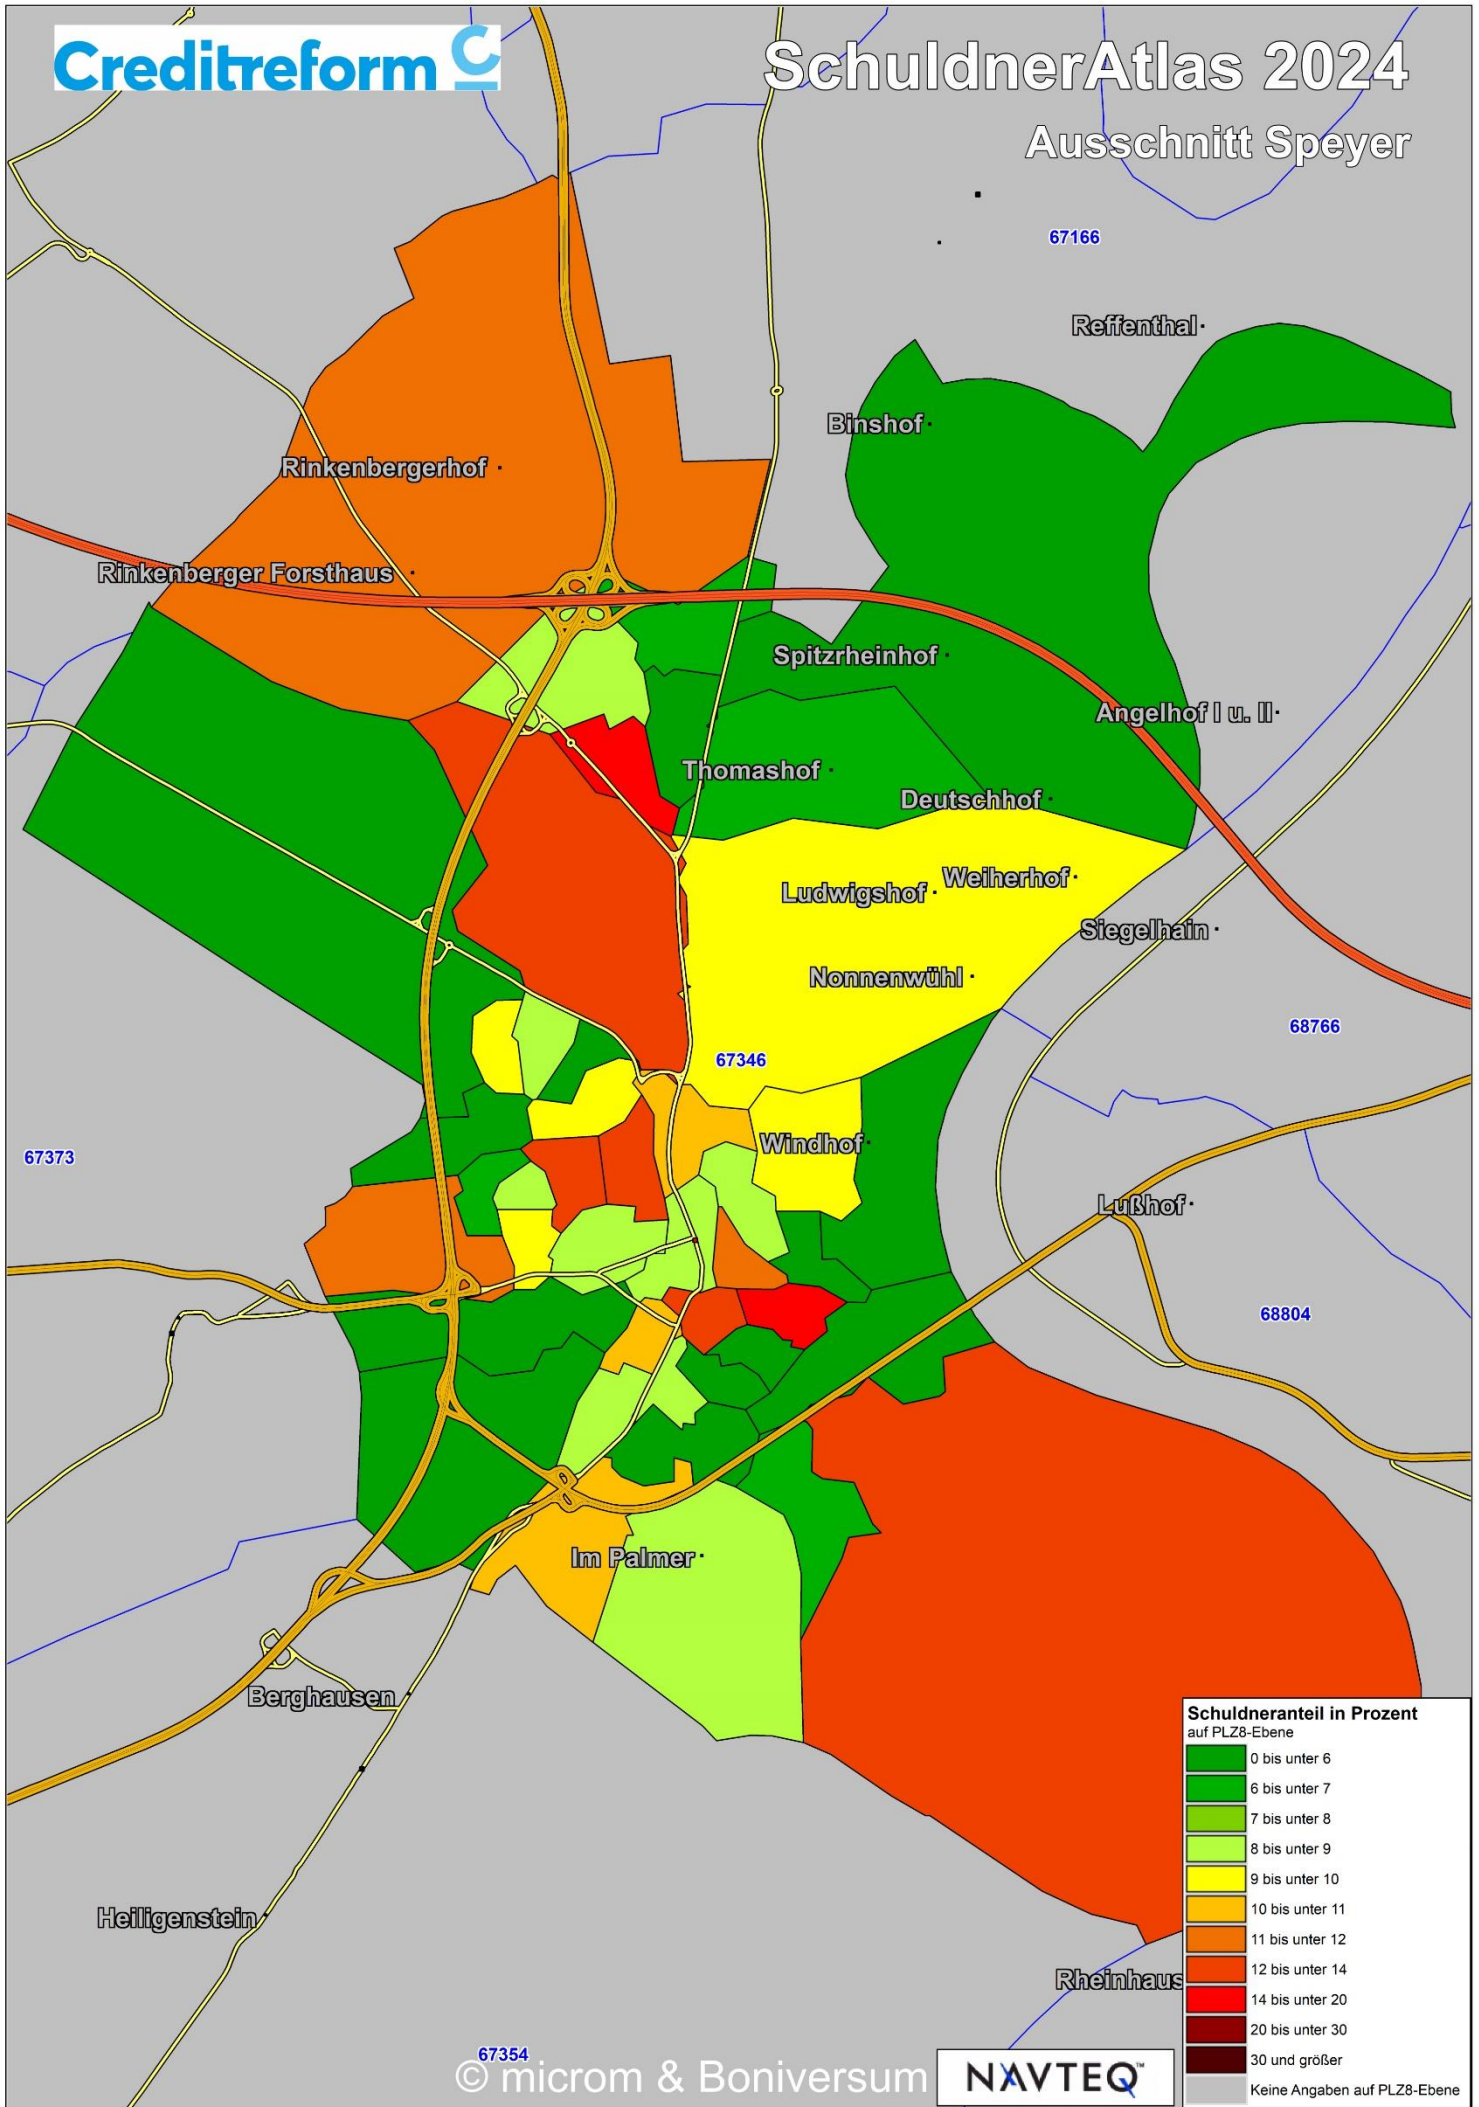 Creditreform C
SchuldnerAtlas 2024
Ausschnitt Speyer
67166
Reffenthal
Binshof
Rinkenbergerhof
Rinkenberger Forsthaus
Spitzrheinhof
Angelhof I u. II
Thomashof
Deutschhof
Weiherhof
Ludwigshof
Siegelhain
Nonnenwühl
68766
67346
Windhof
67373
Lußhof
68804
Im Palmer
Berghausen
Heiligenstein
Rheinhaus
67354
© microm & Boniversum
NAVTEQ™
Schuldneranteil in Prozent
auf PLZ8-Ebene
0 bis unter 6
6 bis unter 7
7 bis unter 8
8 bis unter 9
9 bis unter 10
10 bis unter 11
11 bis unter 12
12 bis unter 14
14 bis unter 20
20 bis unter 30
30 und größer
Keine Angaben auf PLZ8-Ebene